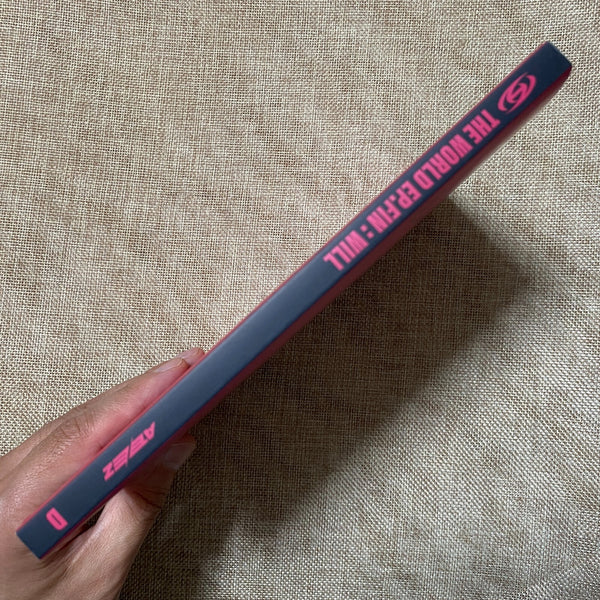 THE WORLD EP.FIN : WILL
ATEEZ
D